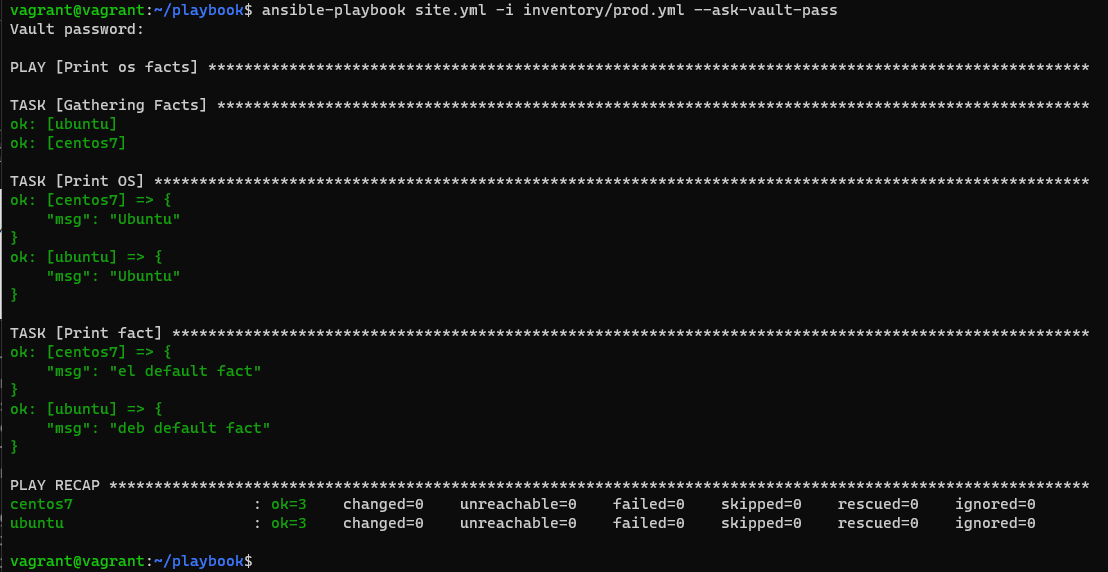 vagrant@vagrant:~/playbook$ ansible-playbook site.yml -i inventory/prod.yml --ask-vault-pass
Vault password:
PLAY [Print os facts] **************************************************************************************************
TASK [Gathering Facts] *************************************************************************************************
ok: [ubuntu]
ok: [centos7]
TASK [Print OS] ********************************************************************************************************
ok: [centos7] => {
    "msg": "Ubuntu"
}
ok: [ubuntu] => {
    "msg": "Ubuntu"
}
TASK [Print fact] ******************************************************************************************************
ok: [centos7] => {
    "msg": "el default fact"
}
ok: [ubuntu] => {
    "msg": "deb default fact"
}
PLAY RECAP *************************************************************************************************************
centos7                    : ok=3    changed=0    unreachable=0    failed=0    skipped=0    rescued=0    ignored=0
ubuntu                     : ok=3    changed=0    unreachable=0    failed=0    skipped=0    rescued=0    ignored=0
vagrant@vagrant:~/playbook$